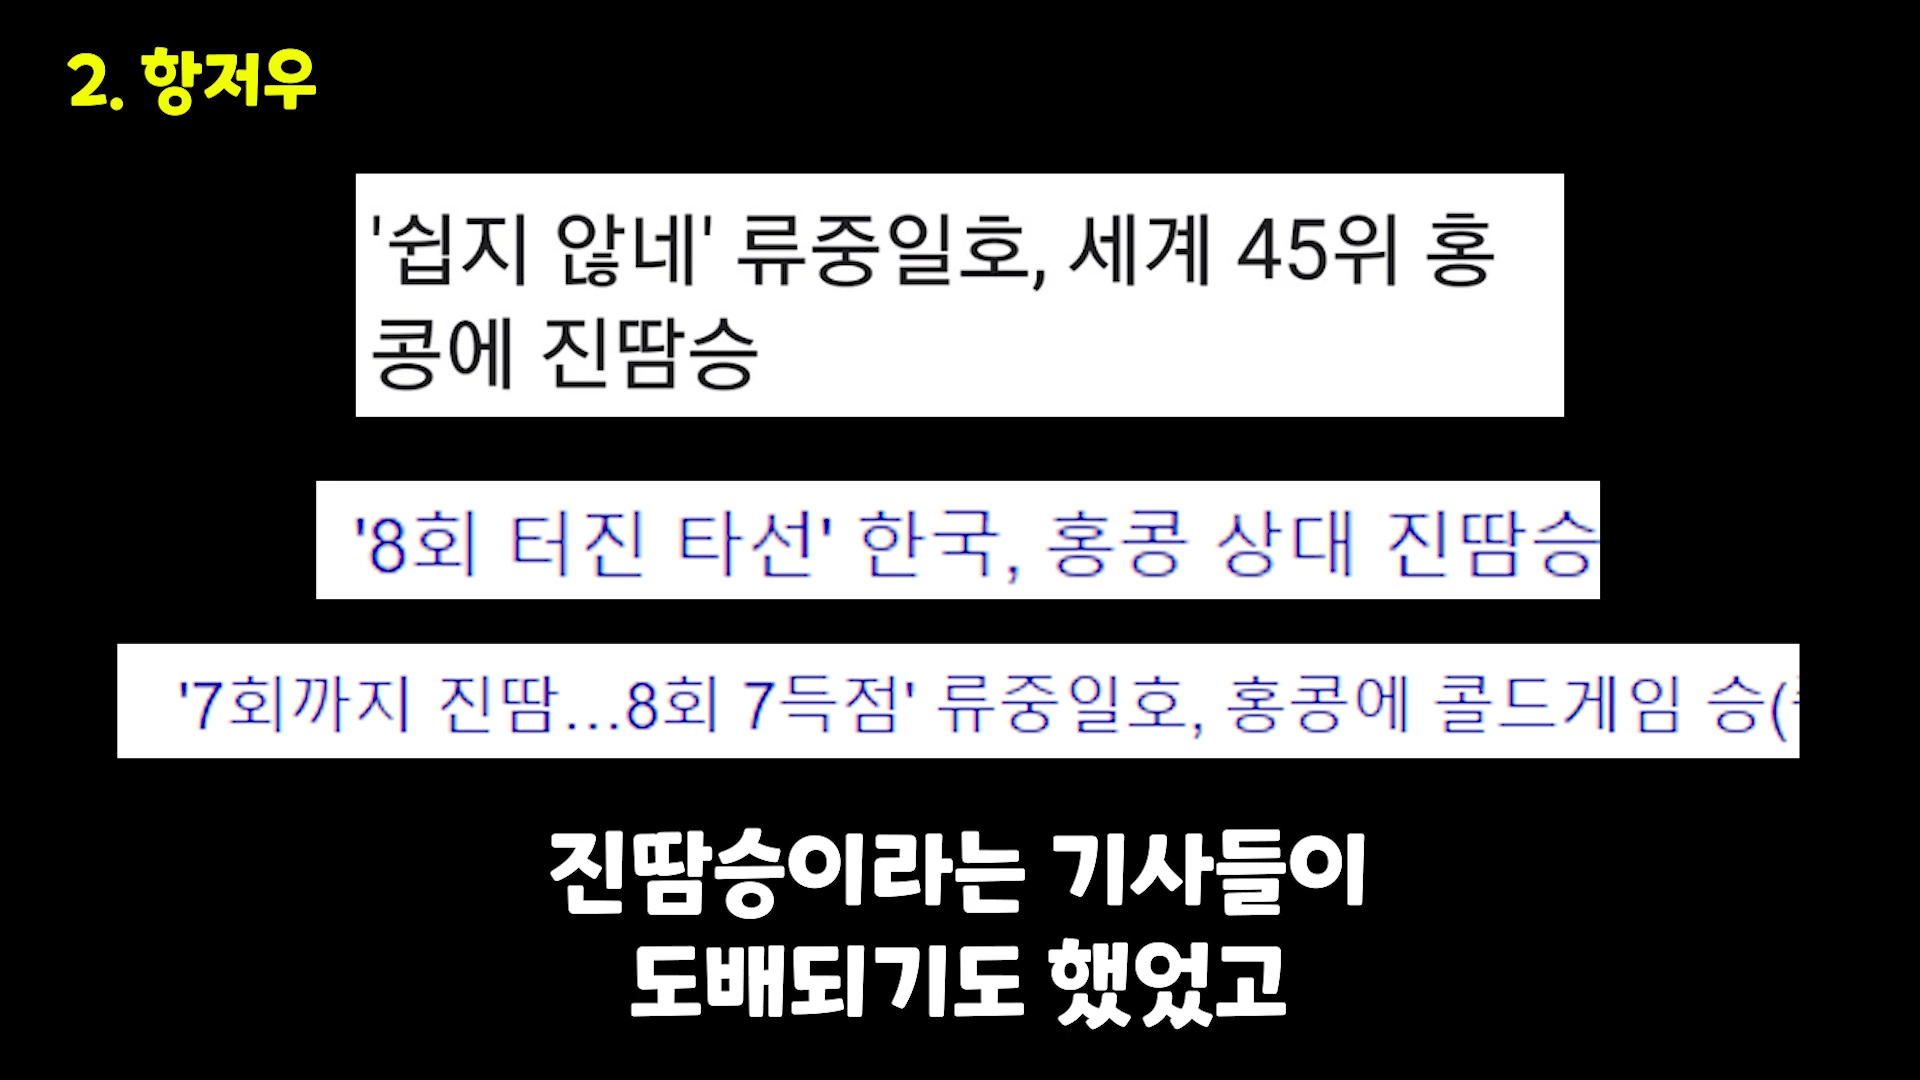 2. 항저우
'쉽지 않네' 류중일호, 세계 45위 홍
콩에 진땀승
'8회 터진 타선' 한국, 홍콩 상대 진땀승
'7회까지 진땀…8회 7득점' 류중일호, 홍콩에 콜드게임 승(
진땀승이라는 기사들이
도배되기도 했었고